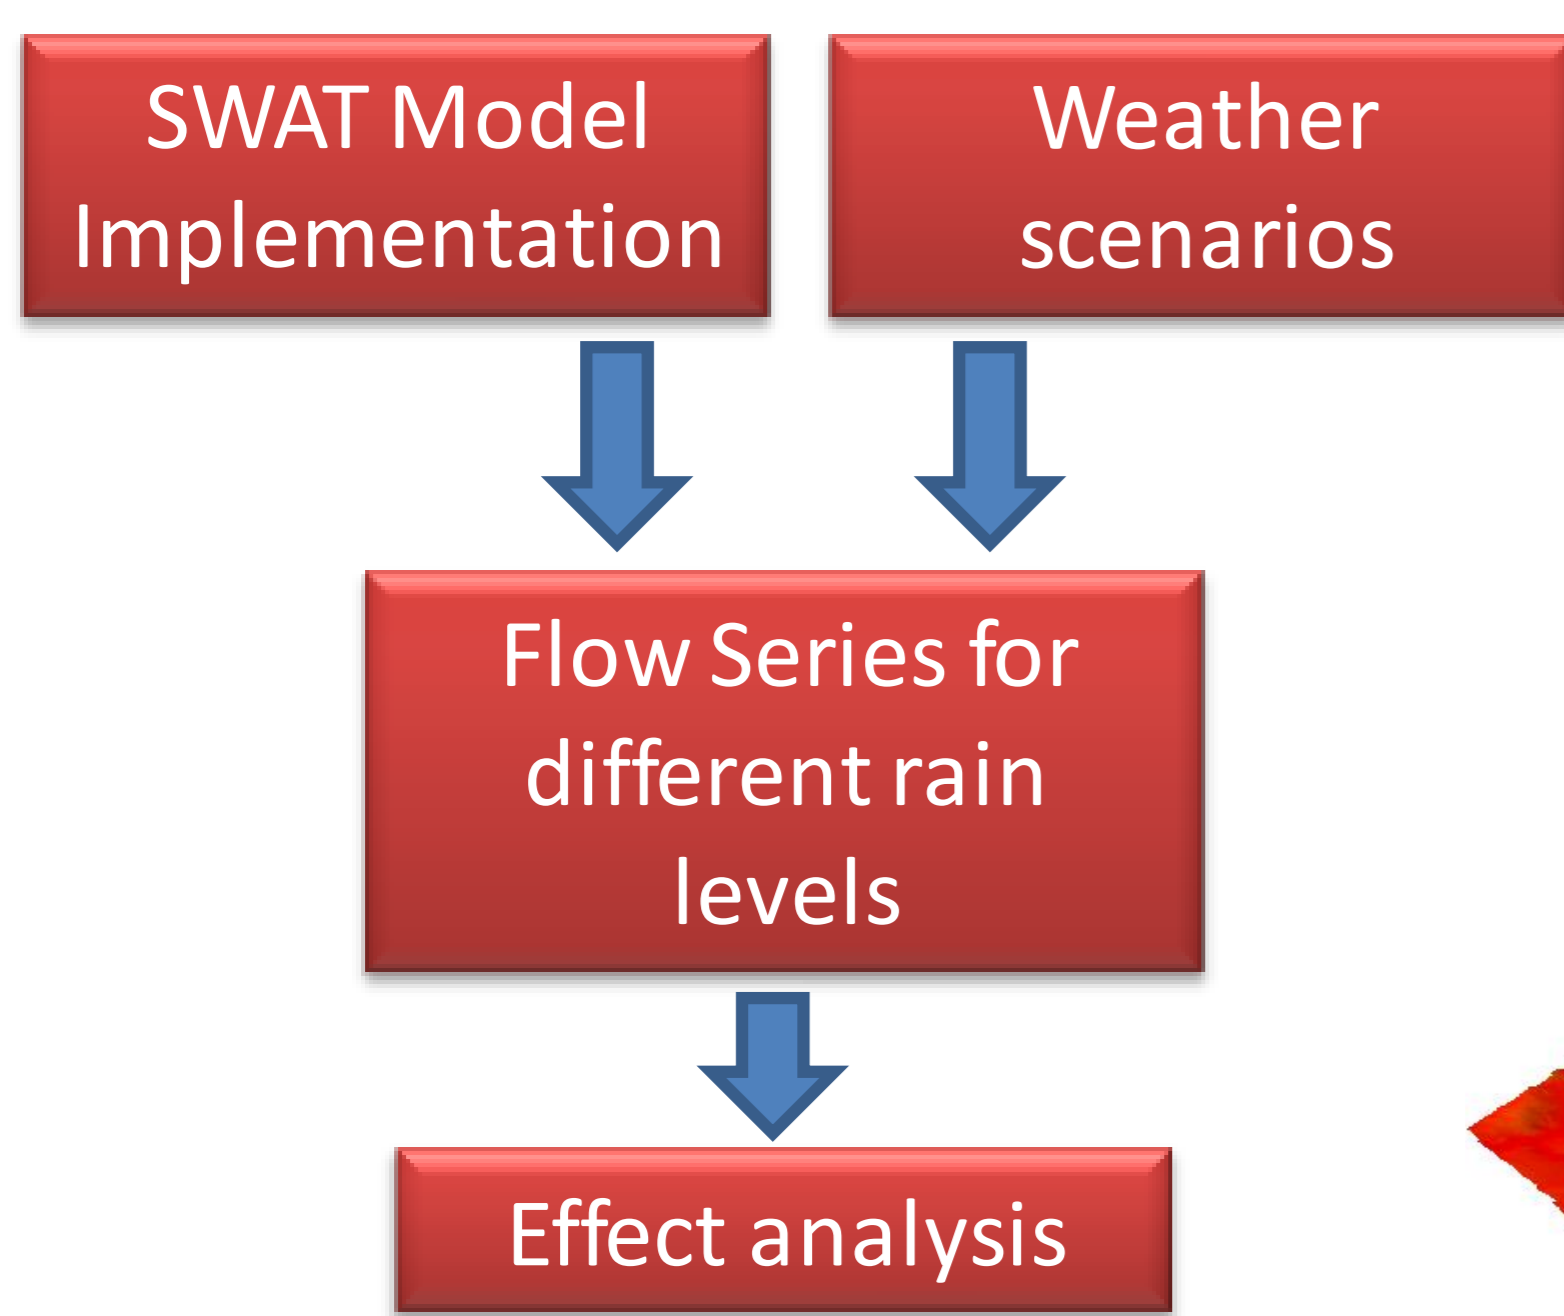 SWAT Model
Implementation
Weather
scenarios
Flow Series for
different rain
levels
Effect analysis